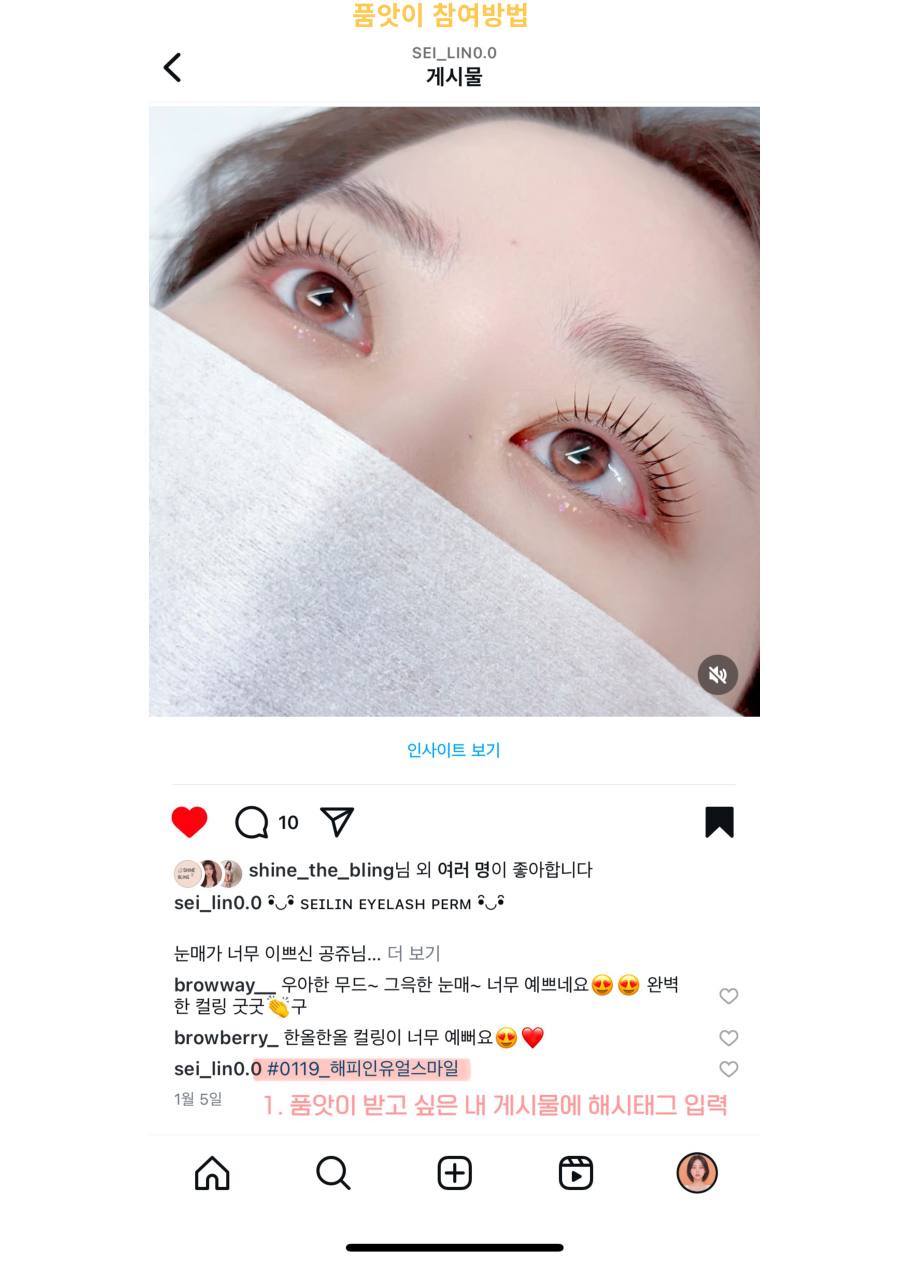 품앗이 참여방법
SEI_LIN0.0
게시물
인사이트 보기
10
shine_the_bling님 외 여러 명이 좋아합니다
sei_lin0.0 •̑◡•̑ SEILIN EYELASH PERM •̑◡•̑
눈매가 너무 이쁘신 공쥬님... 더 보기
browway__ 우아한 무드~ 그윽한 눈매~ 너무 예쁘네요😍😍 완벽
한 컬링 굿굿👏구
browberry_ 한올한올 컬링이 너무 예뻐요😍❤️
sei_lin0.0 #0119_해피인유얼스마일
1월 5일
1. 품앗이 받고 싶은 내 게시물에 해시태그 입력